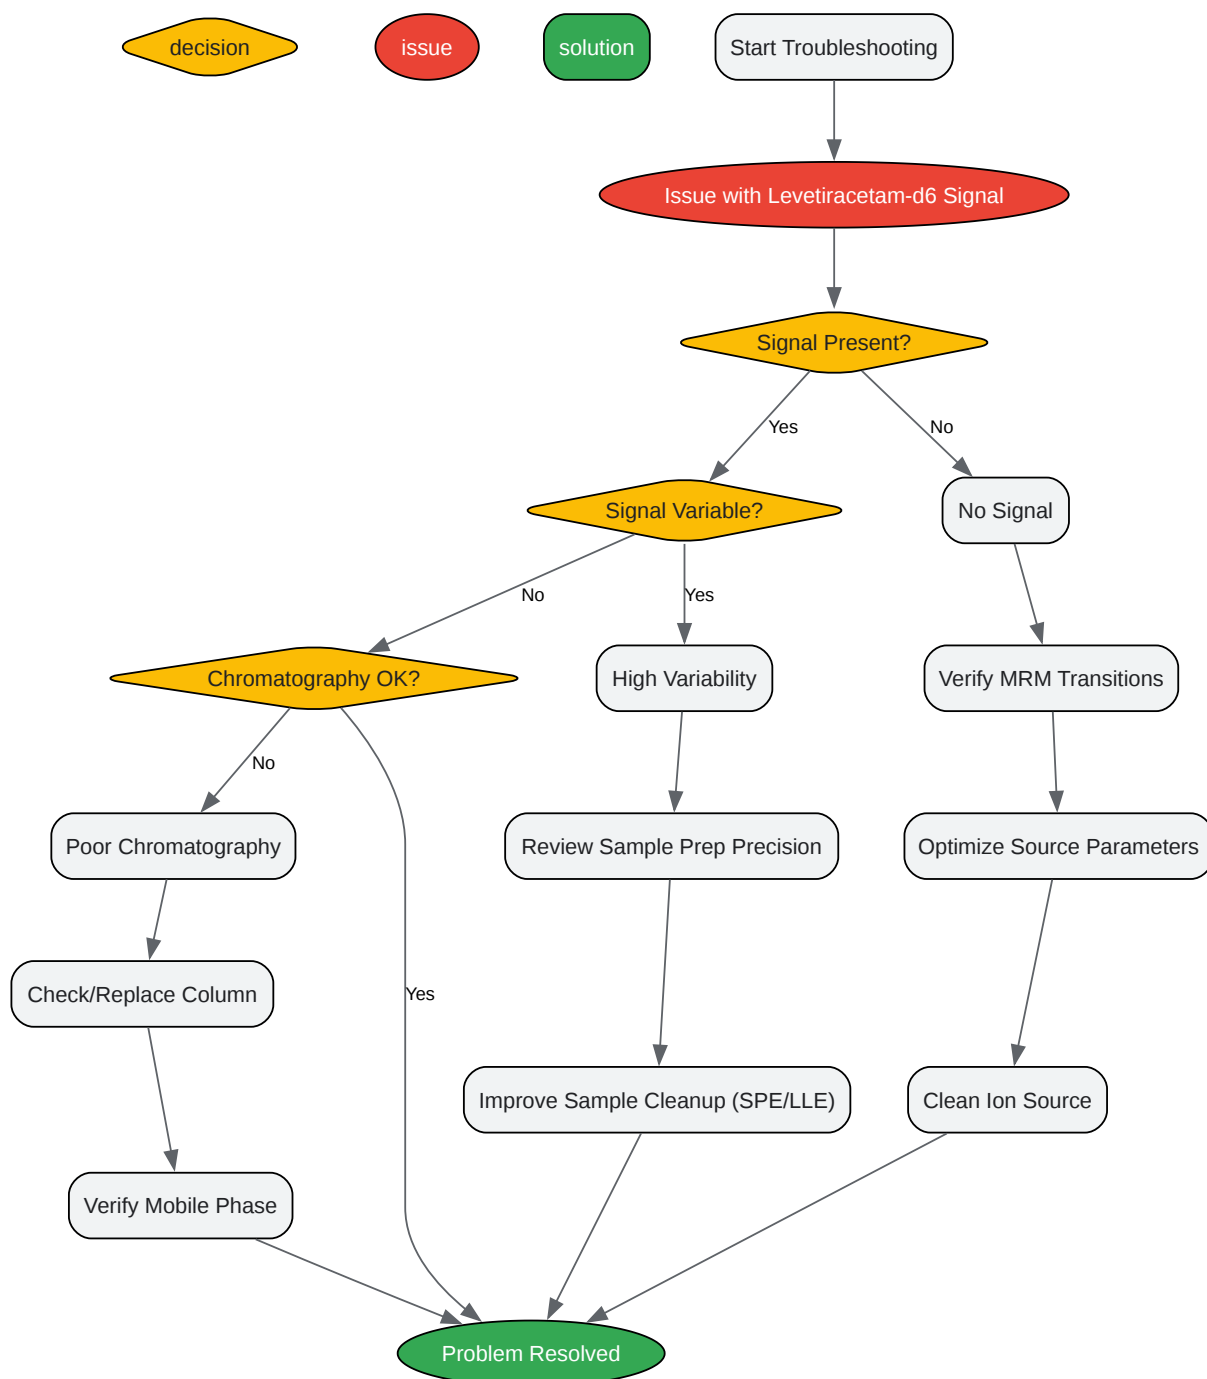 decision
issue
solution
Start Troubleshooting
Issue with Levetiracetam-d6 Signal
Signal Present?
Yes
No
Signal Variable?
No Signal
No
Yes
Chromatography OK?
High Variability
Verify MRM Transitions
No
Poor Chromatography
Review Sample Prep Precision
Optimize Source Parameters
Check/Replace Column
Yes
Improve Sample Cleanup (SPE/LLE)
Clean Ion Source
Verify Mobile Phase
Problem Resolved